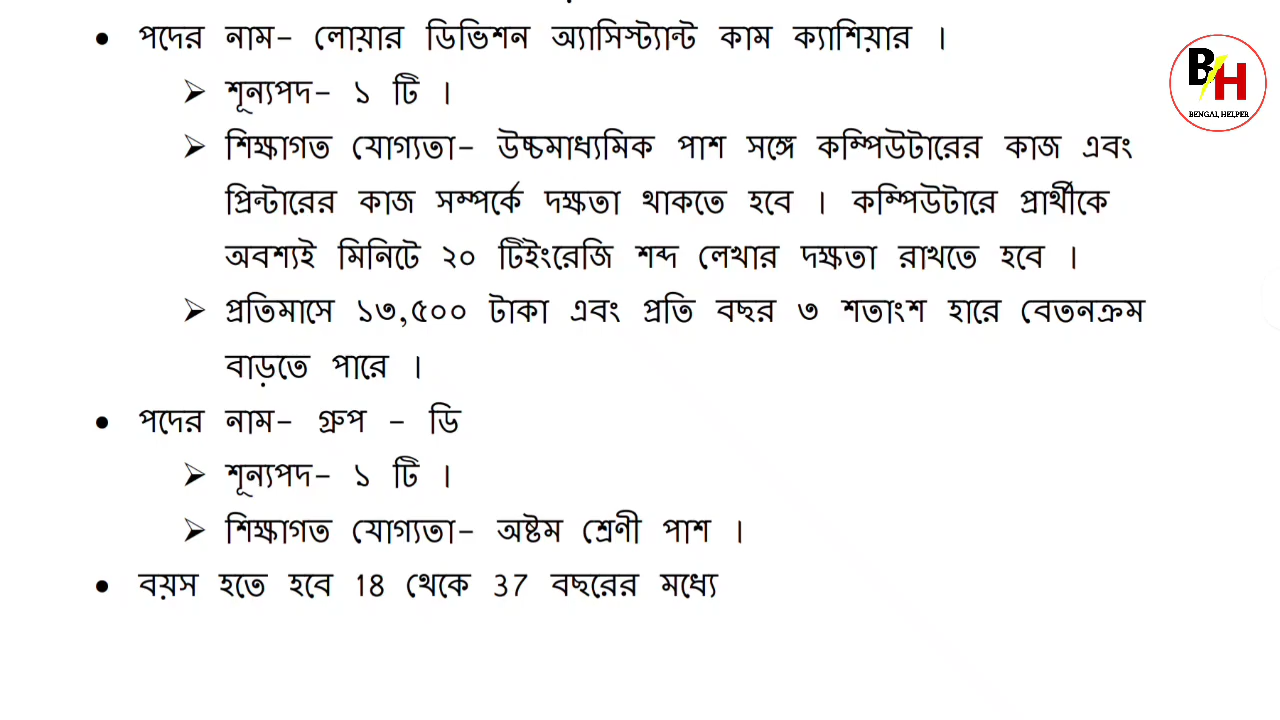 • পদের নাম- লোয়ার ডিভিশন অ্যাসিস্ট্যান্ট কাম ক্যাশিয়ার ।
➢ শূন্যপদ- ১ টি ।
➢ শিক্ষাগত যোগ্যতা- উচ্চমাধ্যমিক পাশ সঙ্গে কম্পিউটারের কাজ এবং
প্রিন্টারের কাজ সম্পর্কে দক্ষতা থাকতে হবে । কম্পিউটারে প্রার্থীকে
অবশ্যই মিনিটে ২০ টিইংরেজি শব্দ লেখার দক্ষতা রাখতে হবে ।
➢ প্রতিমাসে ১৩,৫০০ টাকা এবং প্রতি বছর ৩ শতাংশ হারে বেতনক্রম
বাড়তে পারে ।
• পদের নাম- গ্রুপ - ডি
➢ শূন্যপদ- ১ টি ।
➢ শিক্ষাগত যোগ্যতা- অষ্টম শ্রেণী পাশ ।
• বয়স হতে হবে 18 থেকে 37 বছরের মধ্যে
BH
BENGAL HELPER